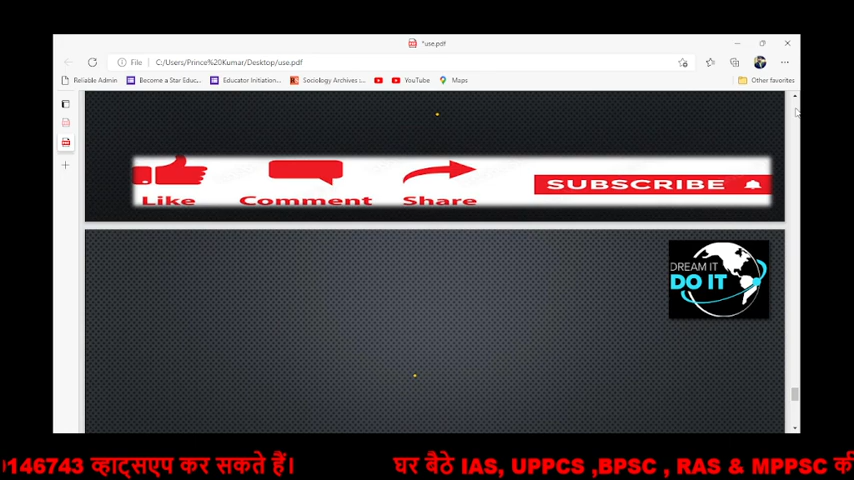 *use.pdf
File C:/Users/Prince%20Kumar/Desktop/use.pdf
Reliable Admin Become a Star Educ... Educator Initiation... Sociology Archives :... YouTube Maps Other favorites
Like Comment Share SUBSCRIBE
DREAM IT
DO IT
146743 व्हाट्सएप कर सकते हैं। घर बैठे IAS, UPPCS ,BPSC , RAS & MPPSC की